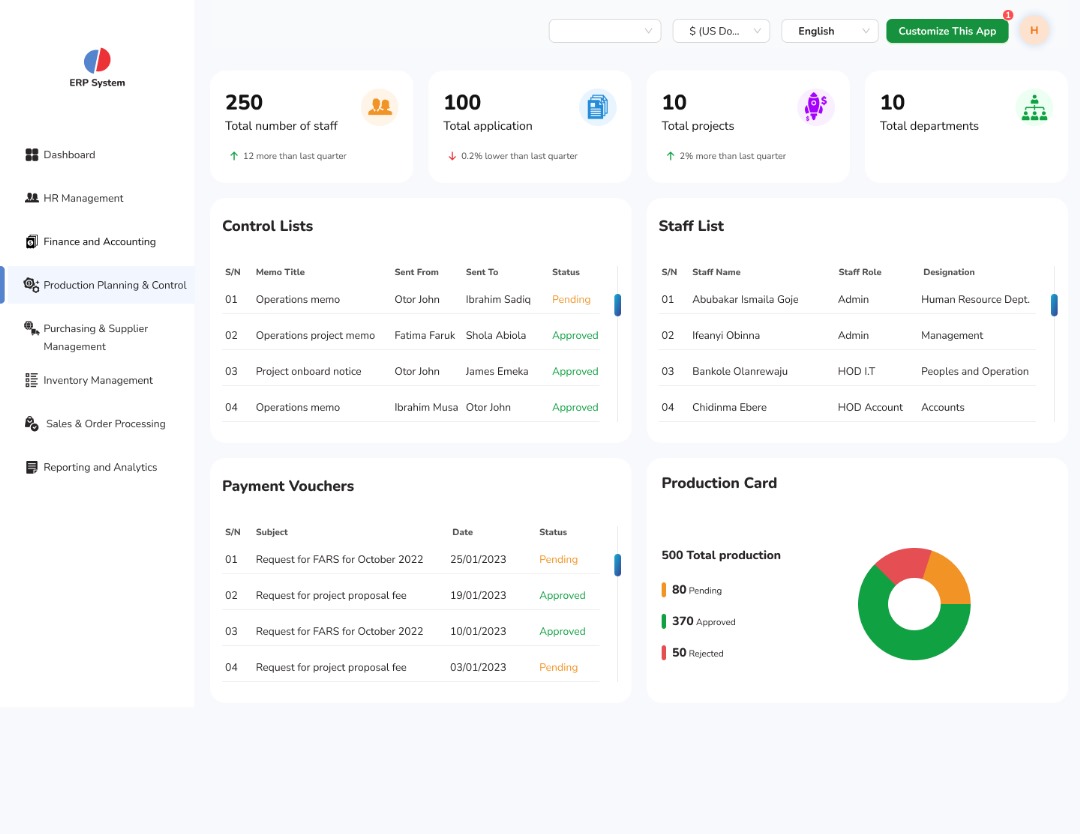 1
$ (US Do...
English
Customize This App
H
ERP System
Dashboard
HR Management
Finance and Accounting
Production Planning & Control
Purchasing & Supplier
Management
Inventory Management
Sales & Order Processing
Reporting and Analytics
250
Total number of staff
12 more than last quarter
100
Total application
0.2% lower than last quarter
10
Total projects
2% more than last quarter
10
Total departments
Control Lists
S/N Memo Title Sent From Sent To Status
01 Operations memo Otor John Ibrahim Sadiq Pending
02 Operations project memo Fatima Faruk Shola Abiola Approved
03 Project onboard notice Otor John James Emeka Approved
04 Operations memo Ibrahim Musa Otor John Approved
Staff List
S/N Staff Name Staff Role Designation
01 Abubakar Ismaila Goje Admin Human Resource Dept.
02 Ifeanyi Obinna Admin Management
03 Bankole Olanrewaju HOD I.T Peoples and Operation
04 Chidinma Ebere HOD Account Accounts
Payment Vouchers
S/N Subject Date Status
01 Request for FARS for October 2022 25/01/2023 Pending
02 Request for project proposal fee 19/01/2023 Approved
03 Request for FARS for October 2022 10/01/2023 Approved
04 Request for project proposal fee 03/01/2023 Pending
Production Card
500 Total production
80 Pending
370 Approved
50 Rejected